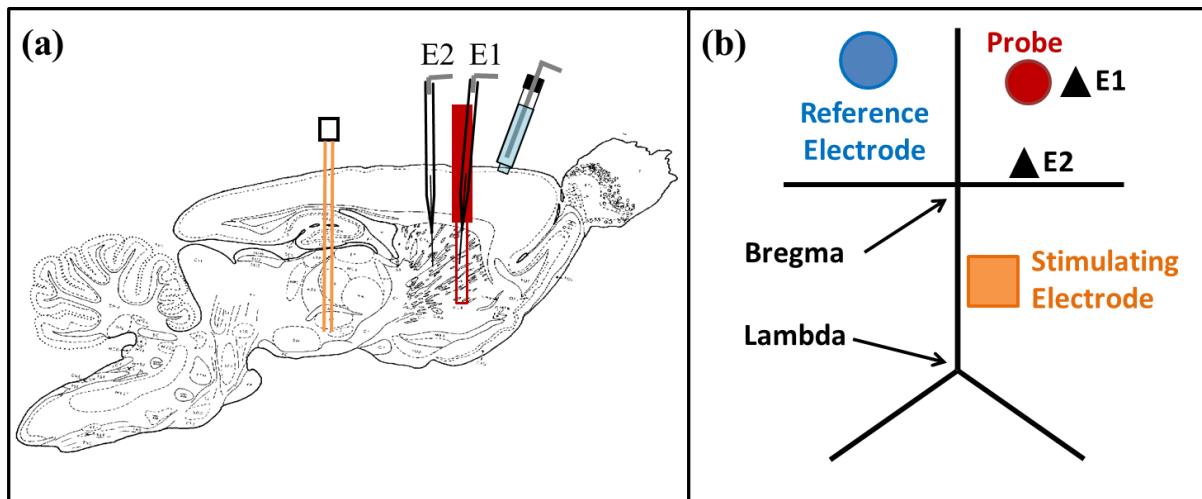 (a)
E2
E1
(b)
Probe
E1
Reference
Electrode
E2
Bregma
Stimulating
Electrode
Lambda